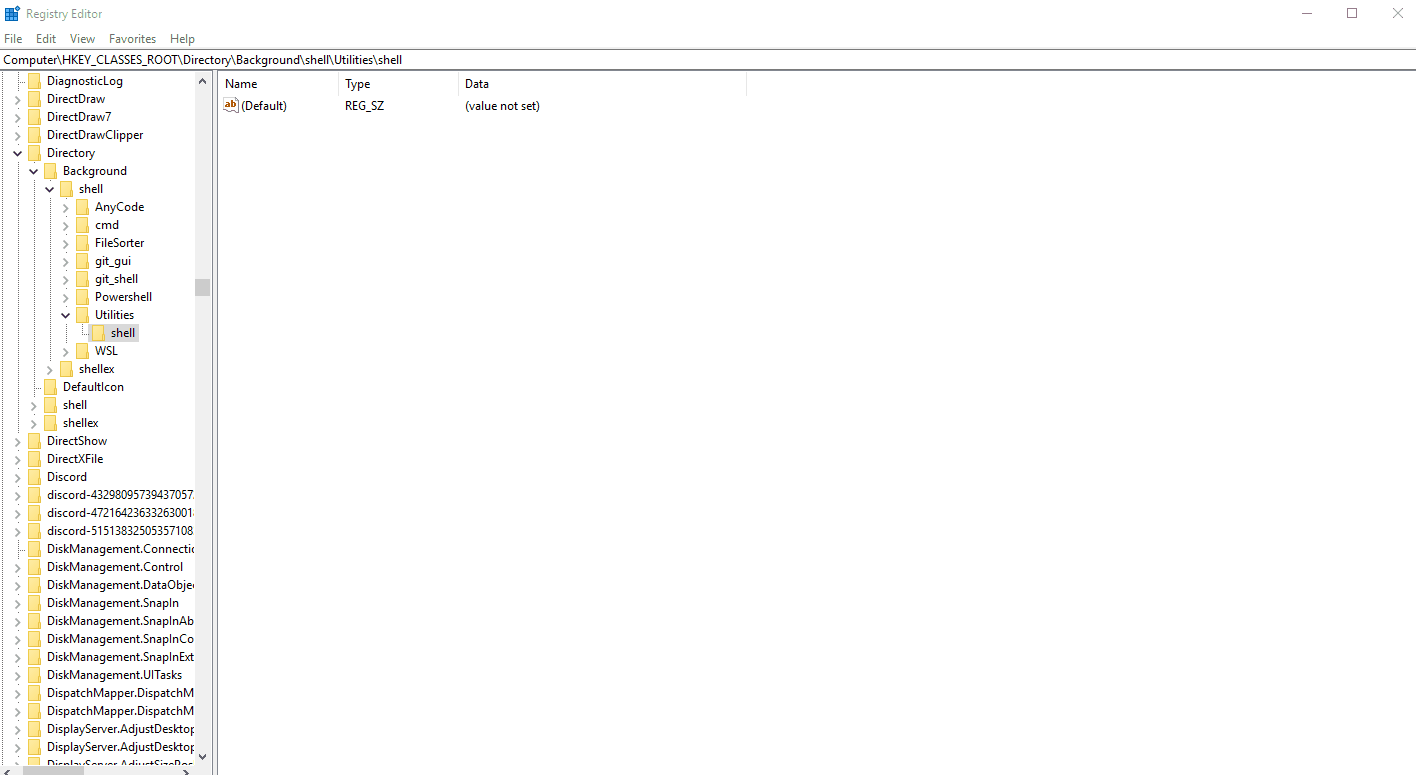 Registry Editor
File Edit View Favorites Help
Computer\HKEY_CLASSES_ROOT\Directory\Background\shell\Utilities\shell
DiagnosticLog
DirectDraw
DirectDraw7
DirectDrawClipper
Directory
Background
shell
AnyCode
cmd
FileSorter
git_gui
git_shell
Powershell
Utilities
shell
WSL
shellex
DefaultIcon
shell
shellex
DirectShow
DirectXFile
Discord
discord-43298095739437057
discord-4721642363326300
discord-51513832505357108
DiskManagement.Connectio
DiskManagement.Control
DiskManagement.DataObje
DiskManagement.SnapIn
DiskManagement.SnapInAb
DiskManagement.SnapInCo
DiskManagement.SnapInExt
DiskManagement.UITasks
DispatchMapper.DispatchM
DispatchMapper.DispatchM
DisplayServer.AdjustDesktop
DisplayServer.AdjustDesktop
Name Type Data
ab (Default) REG_SZ (value not set)